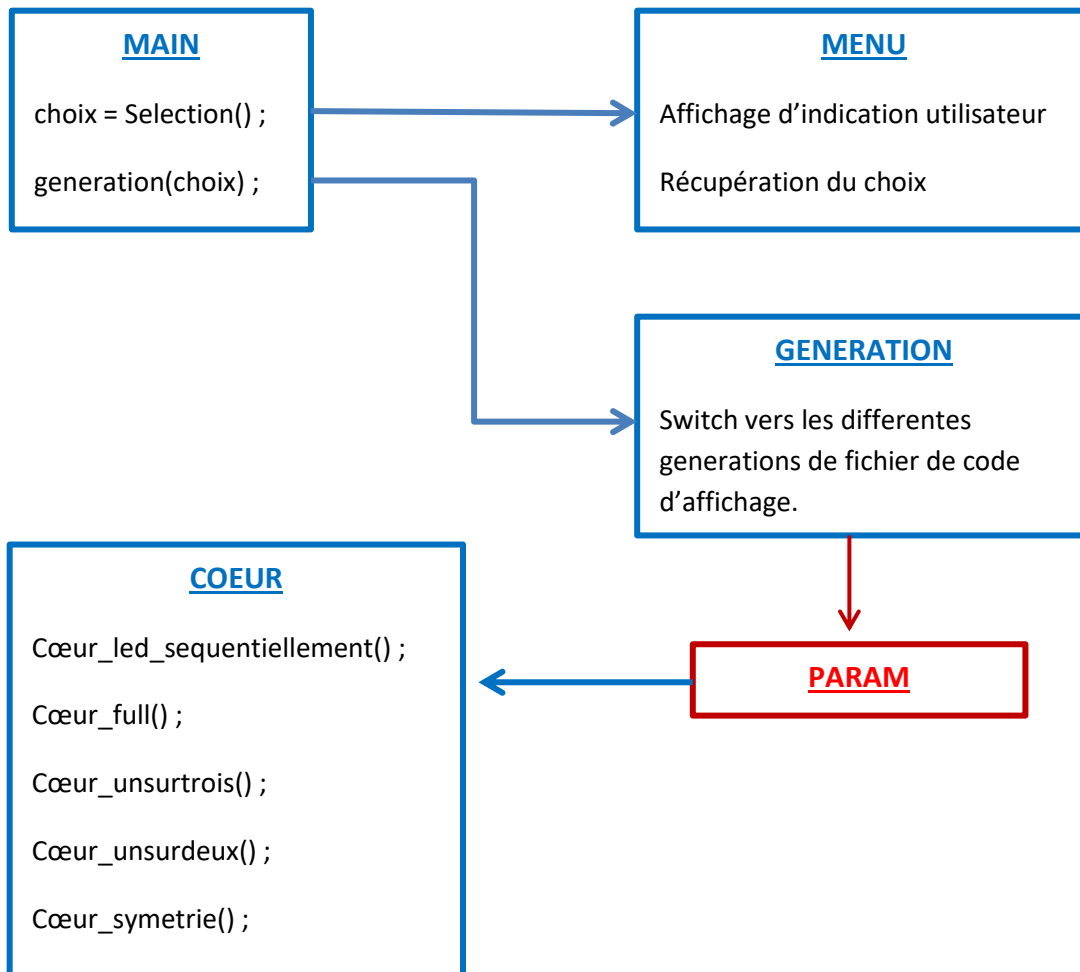 MAIN
choix = Selection() ;
generation(choix) ;
MENU
Affichage d’indication utilisateur
Récupération du choix
GENERATION
Switch vers les differentes
generations de fichier de code
d’affichage.
PARAM
COEUR
Cœur_led_sequentiellement() ;
Cœur_full() ;
Cœur_unsurtrois() ;
Cœur_unsurdeux() ;
Cœur_symetrie() ;